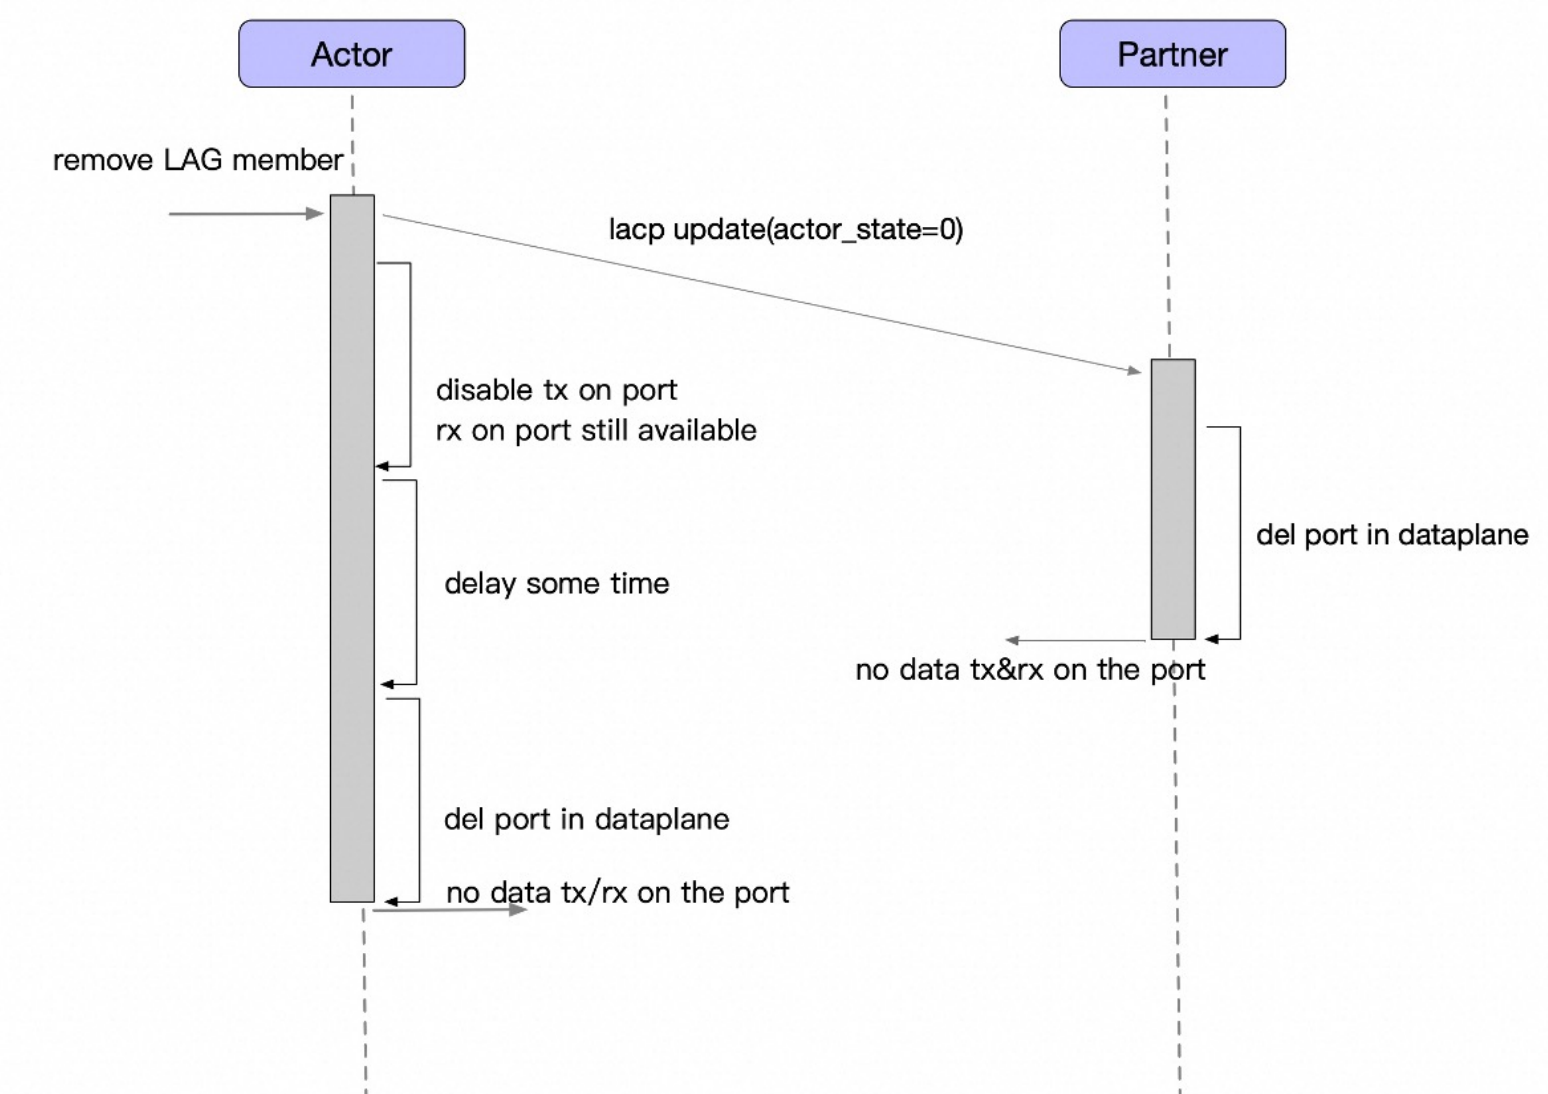 Actor
Partner
remove LAG member
lacp update(actor_state=0)
disable tx on port
rx on port still available
del port in dataplane
delay some time
no data tx&rx on the port
del port in dataplane
no data tx/rx on the port